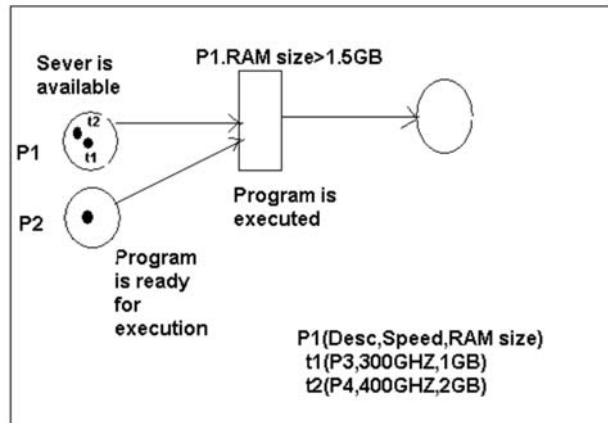 Sever is
available
P1.RAM size>1.5GB
t2
t1
P1
P2
Program is
executed
Program
is ready
for
execution
P1(Desc,Speed,RAM size)
t1(P3,300GHZ,1GB)
t2(P4,400GHZ,2GB)